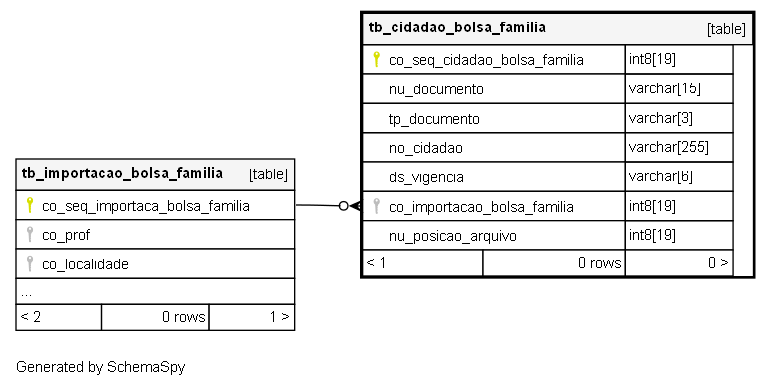 tb_cidadao_bolsa_familia [table]
co_seq_cidadao_bolsa_familia int8[19]
nu_documento varchar[15]
tp_documento varchar[3]
no_cidadao varchar[255]
ds_vigencia varchar[6]
co_importacao_bolsa_familia int8[19]
nu_posicao_arquivo int8[19]
< 1 0 rows 0 >
tb_importacao_bolsa_familia [table]
co_seq_importaca_bolsa_familia
co_prof
co_localidade
...
< 2 0 rows 1 >
Generated by SchemaSpy